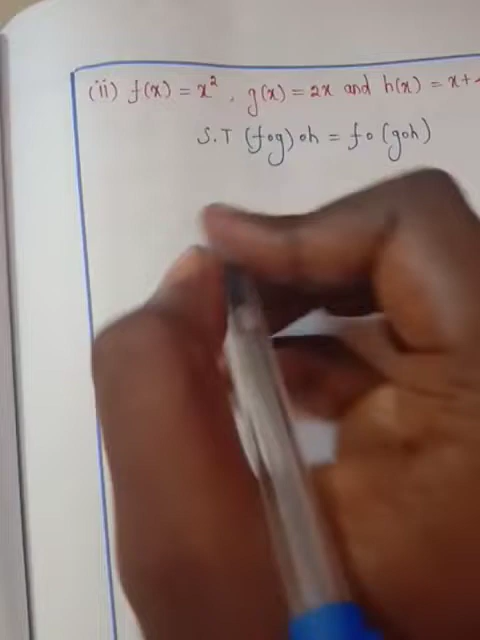 (ii) f(x) = x², g(x) = 2x and h(x) = x+
S.T (fog) oh = fo (goh)